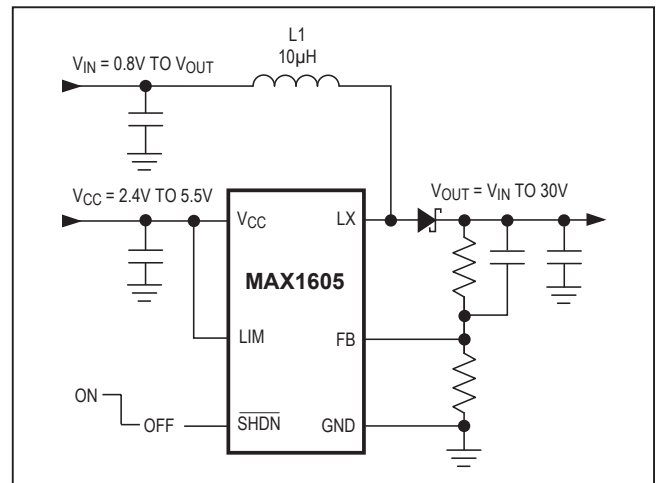 L1
10µH
VIN = 0.8V TO VOUT
VCC = 2.4V TO 5.5V
VOUT = VIN TO 30V
VCC
LX
MAX1605
LIM
FB
ON
OFF
SHDN
GND